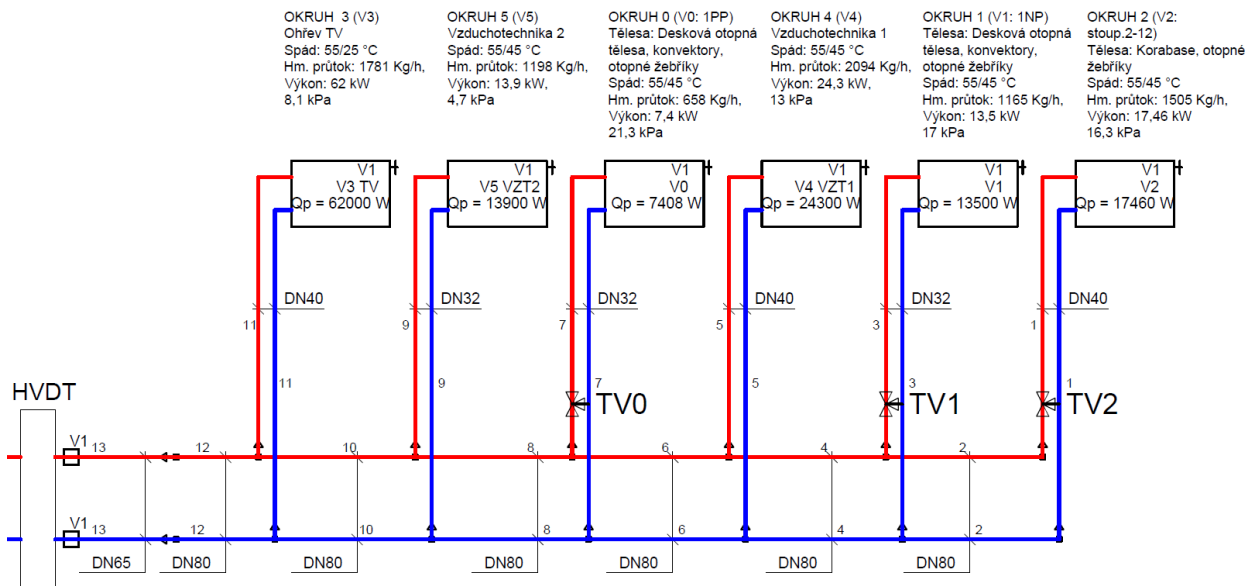 OKRUH 3 (V3)
Ohřev TV
Spád: 55/25 °C
Hm. průtok: 1781 Kg/h,
Výkon: 62 kW
8,1 kPa
OKRUH 5 (V5)
Vzduchotechnika 2
Spád: 55/45 °C
Hm. průtok: 1198 Kg/h,
Výkon: 13,9 kW,
4,7 kPa
OKRUH 0 (V0: 1PP)
Tělesa: Desková otopná
tělesa, konvektory,
otopné žebříky
Spád: 55/45 °C
Hm. průtok: 658 Kg/h,
Výkon: 7,4 kW
21,3 kPa
OKRUH 4 (V4)
Vzduchotechnika 1
Spád: 55/45 °C
Hm. průtok: 2094 Kg/h,
Výkon: 24,3 kW,
13 kPa
OKRUH 1 (V1: 1NP)
Tělesa: Desková otopná
tělesa, konvektory,
otopné žebříky
Spád: 55/45 °C
Hm. průtok: 1165 Kg/h,
Výkon: 13,5 kW
17 kPa
OKRUH 2 (V2:
stoup.2-12)
Tělesa: Korabase, otopné
žebříky
Spád: 55/45 °C
Hm. průtok: 1505 Kg/h,
Výkon: 17,46 kW
16,3 kPa
V1
V3 TV
Qp = 62000 W
V1
V5 VZT2
Qp = 13900 W
V1
V0
Qp = 7408 W
V1
V4 VZT1
Qp = 24300 W
V1
V1
Qp = 13500 W
V1
V2
Qp = 17460 W
DN40
DN32
DN32
DN40
DN32
DN40
11
9
7
5
3
1
11
9
7
5
3
1
HVDT
TV0
TV1
TV2
V1
13
12
10
8
6
4
2
V1
13
12
10
8
6
4
2
DN65
DN80
DN80
DN80
DN80
DN80
DN80